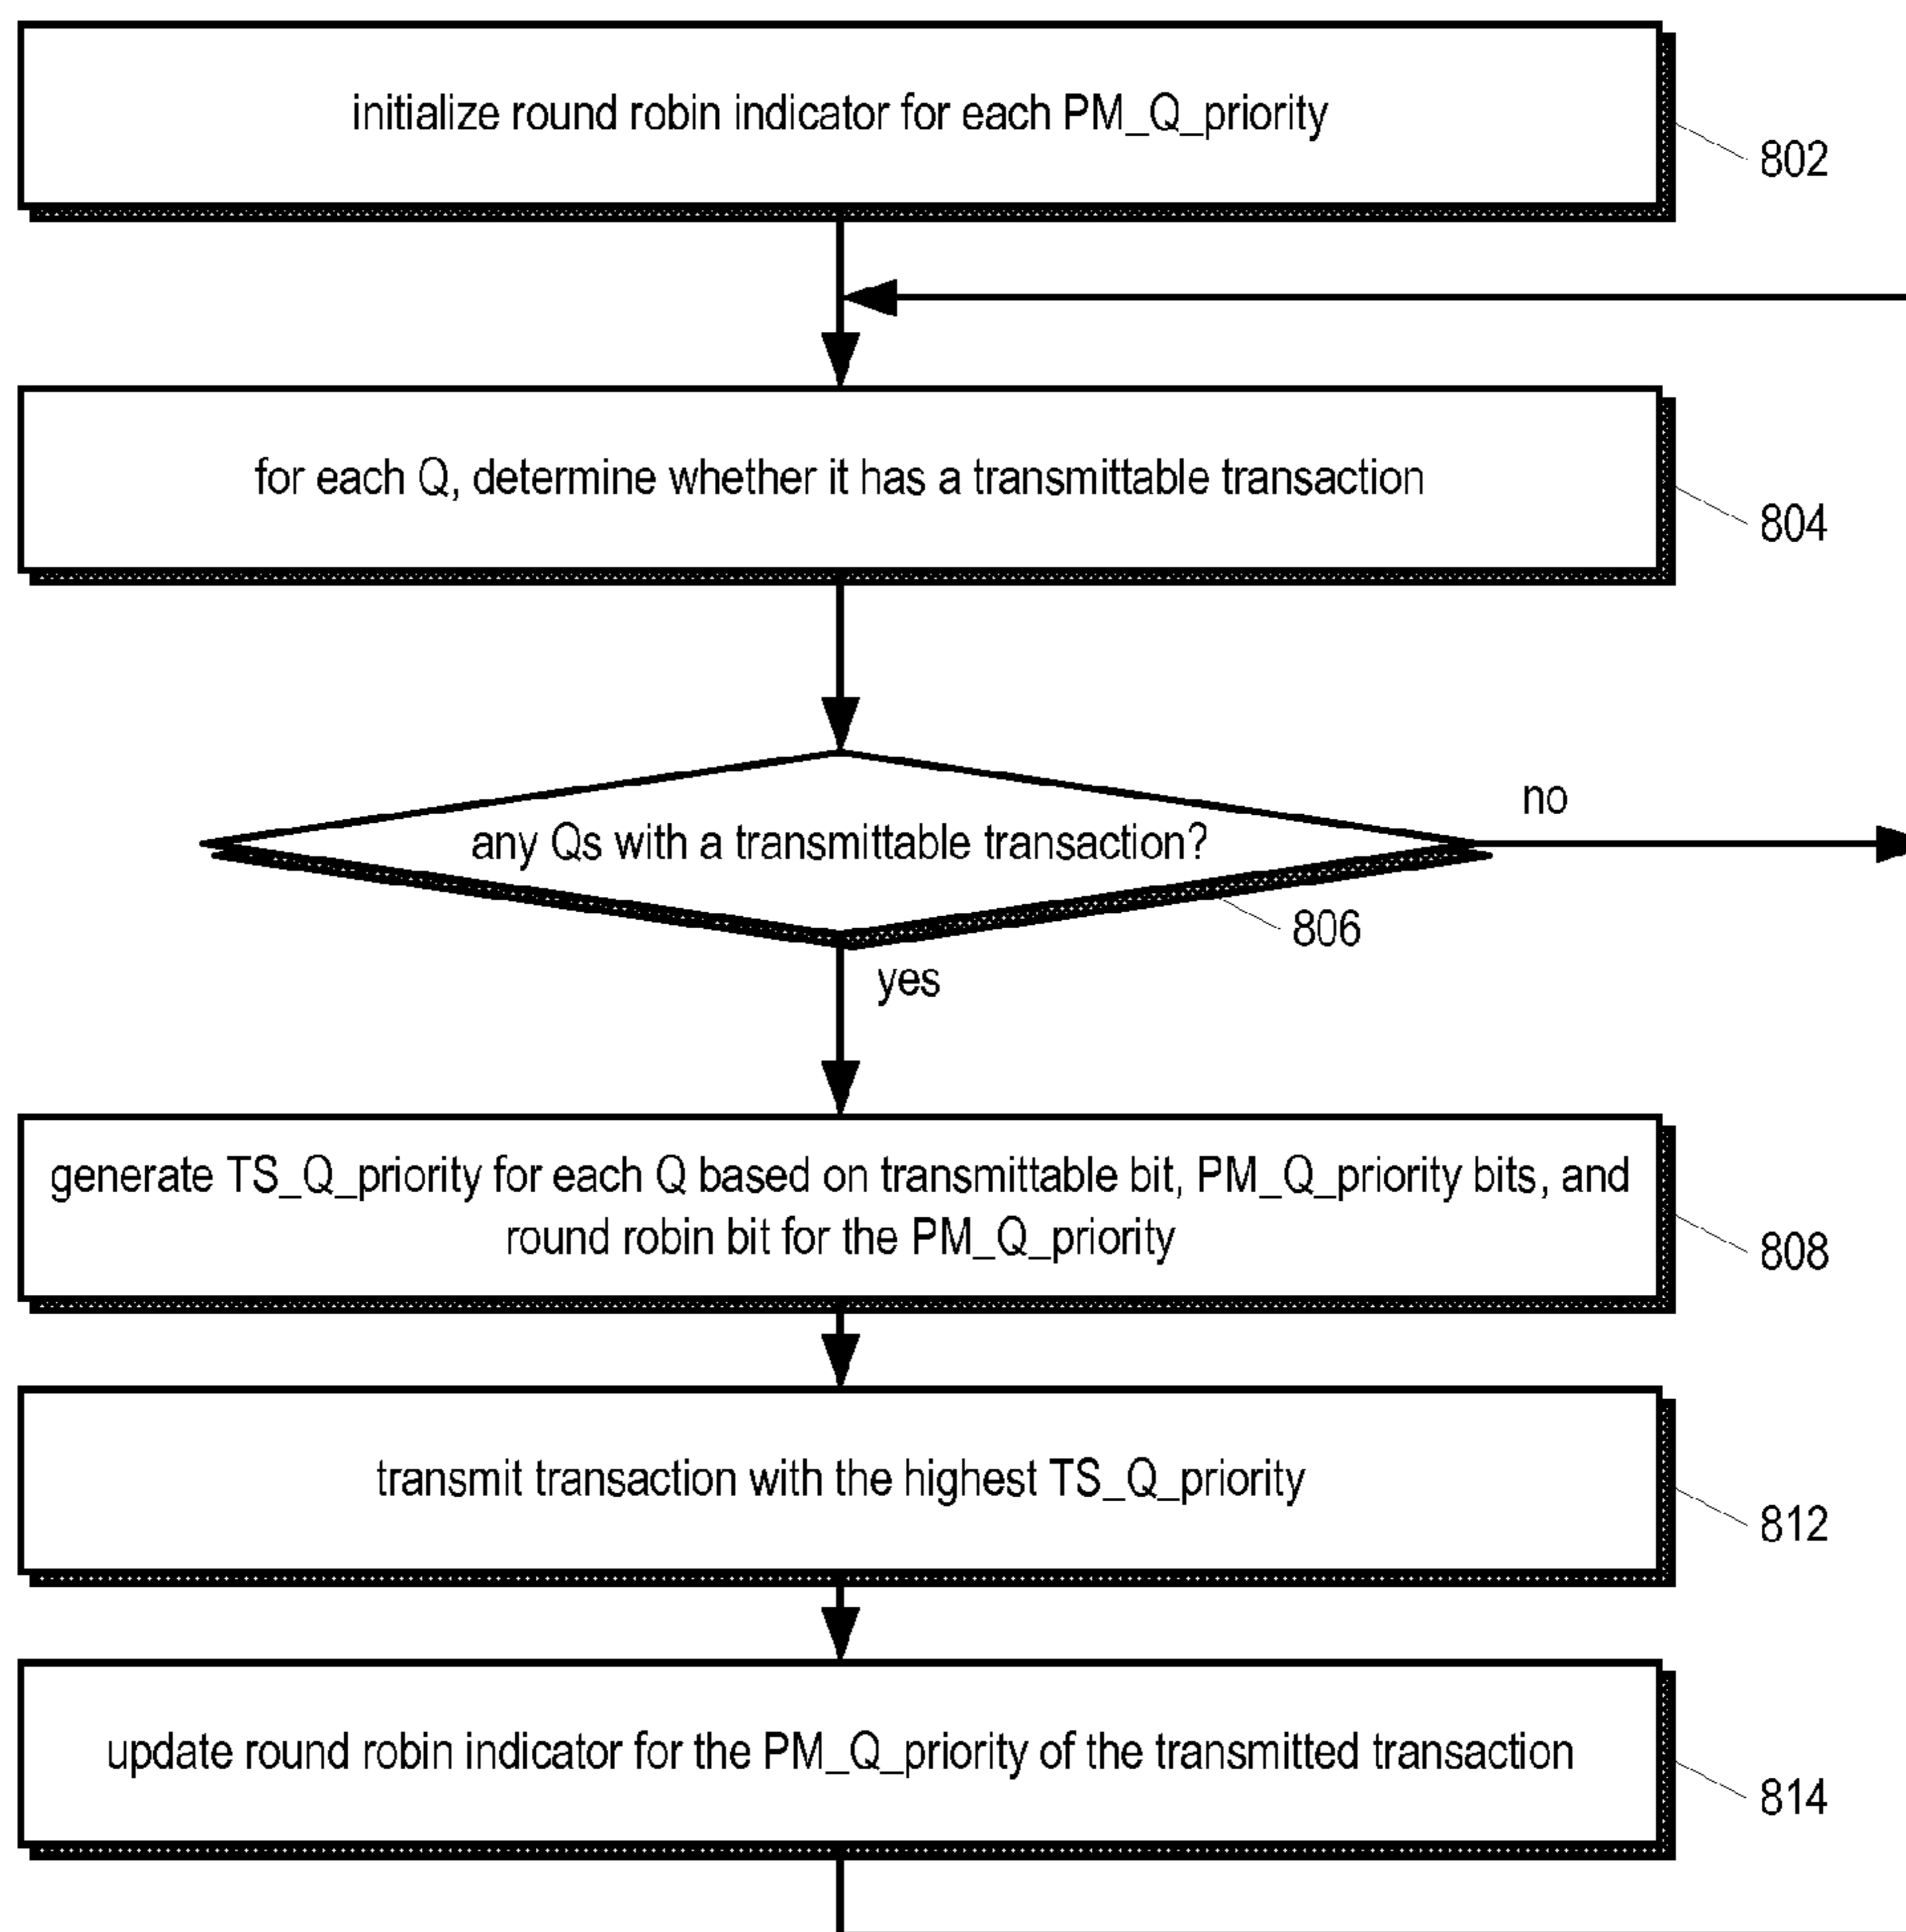 initialize round robin indicator for each PM_Q_priority
802
for each Q, determine whether it has a transmittable transaction
804
no
any Qs with a transmittable transaction?
806
yes
generate TS_Q_priority for each Q based on transmittable bit, PM_Q_priority bits, and
round robin bit for the PM_Q_priority
808
transmit transaction with the highest TS_Q_priority
812
update round robin indicator for the PM_Q_priority of the transmitted transaction
814